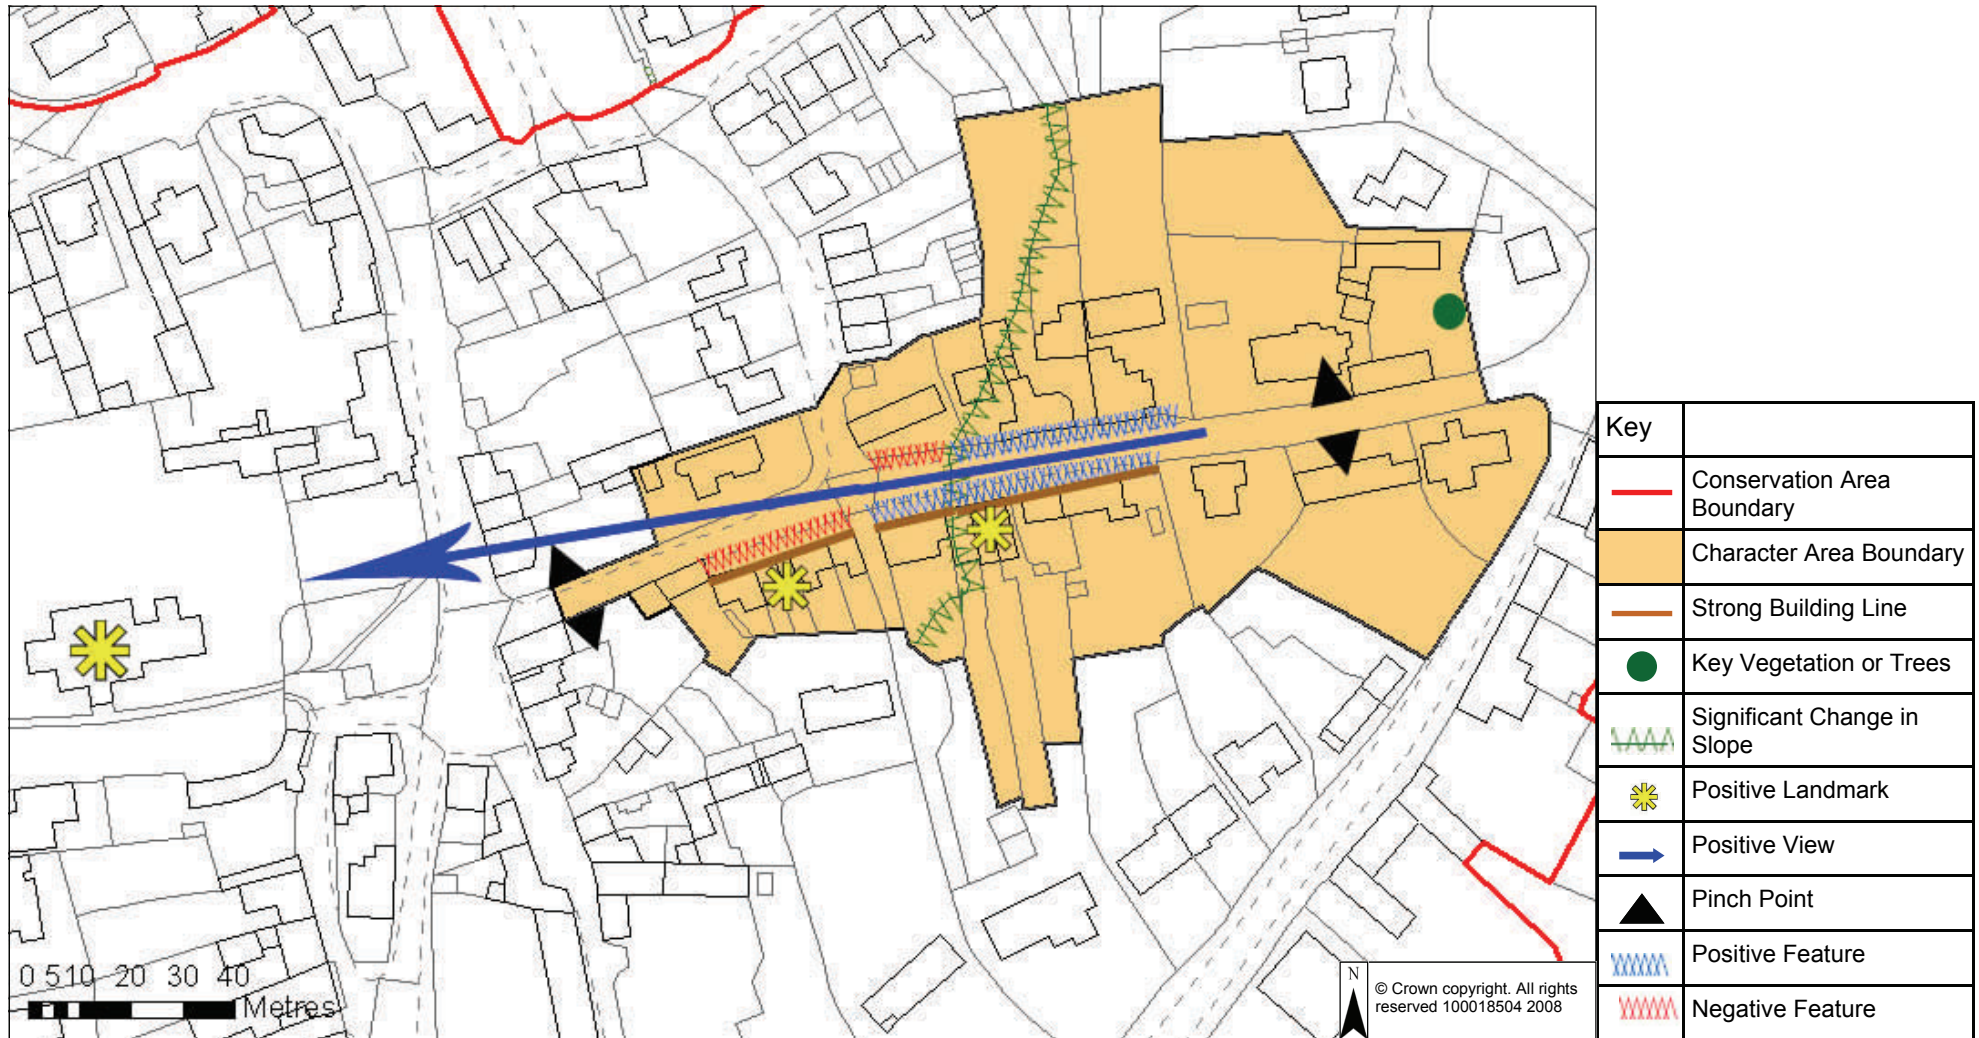 Key
Conservation Area
Boundary
Character Area Boundary
Strong Building Line
Key Vegetation or Trees
Significant Change in
Slope
Positive Landmark
Positive View
Pinch Point
Positive Feature
Negative Feature
0 510 20 30 40
Metres
N
© Crown copyright. All rights
reserved 100018504 2008